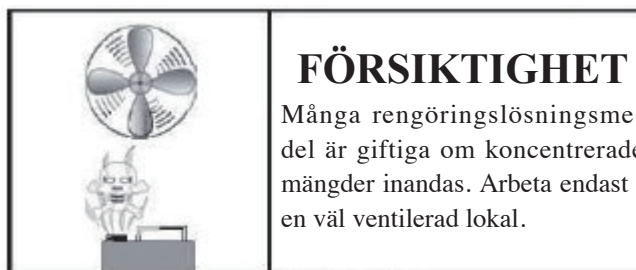 FÖRSIKTIGHET
Många rengöringslösningsme
del är giftiga om koncentrerade
mängder inandas. Arbeta endast
en väl ventilerad lokal.